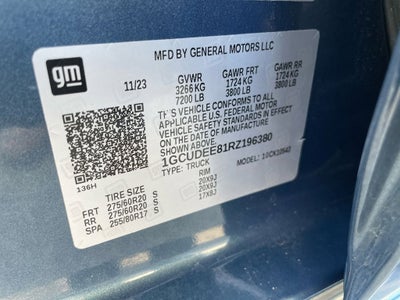 MFD BY GENERAL MOTORS LLC
gm
11/23
GVWR GAWR FRT GAWR RR
3266 KG 1724 KG 1724 KG
7200 LB 3800 LB 3800 LB
THIS VEHICLE CONFORMS TO ALL
APPLICABLE U.S. FEDERAL MOTOR
VEHICLE SAFETY STANDARDS IN
EFFECT ON THE DATE OF
MANUFACTURE SHOWN ABOVE.
1GCUDEE81RZ196380
TYPE: TRUCK MODEL: 10CK10543
136H
TIRE SIZE RIM
FRT 275/60R20 S 20X9J
RR 275/60R20 S 20X9J
SPA 255/80R17 S 17X8J